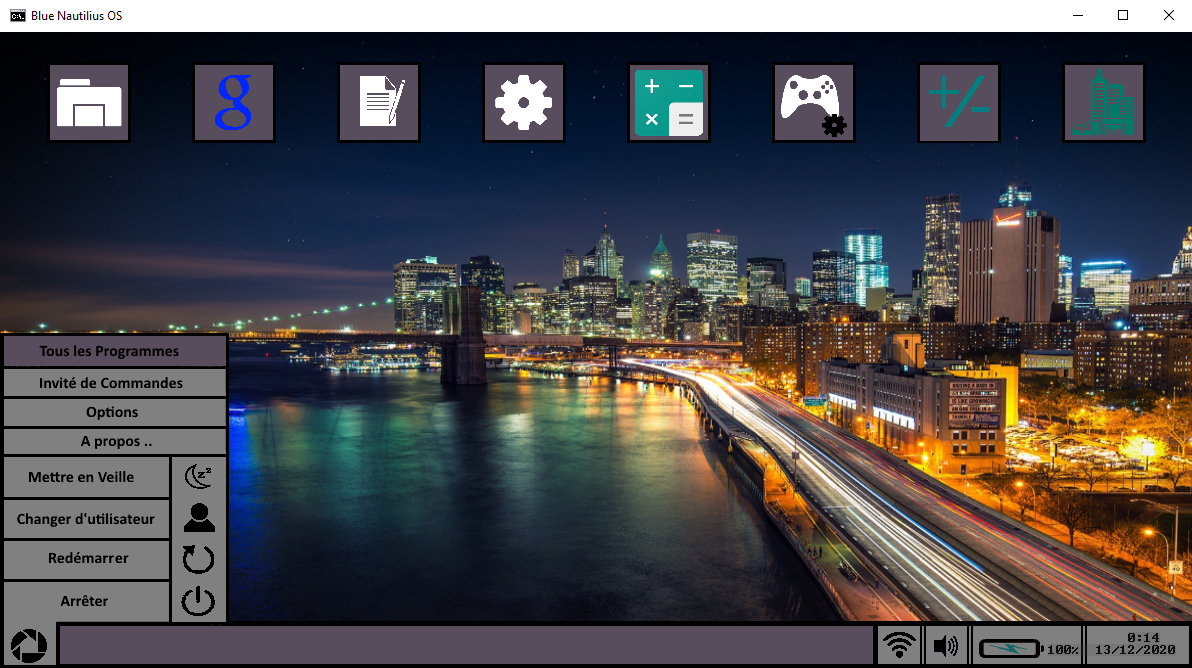 Blue Nautilius OS
g
Tous les Programmes
Invité de Commandes
Options
A propos ..
Mettre en Veille
Changer d'utilisateur
Redémarrer
Arrêter
100%
0:14
13/12/2020